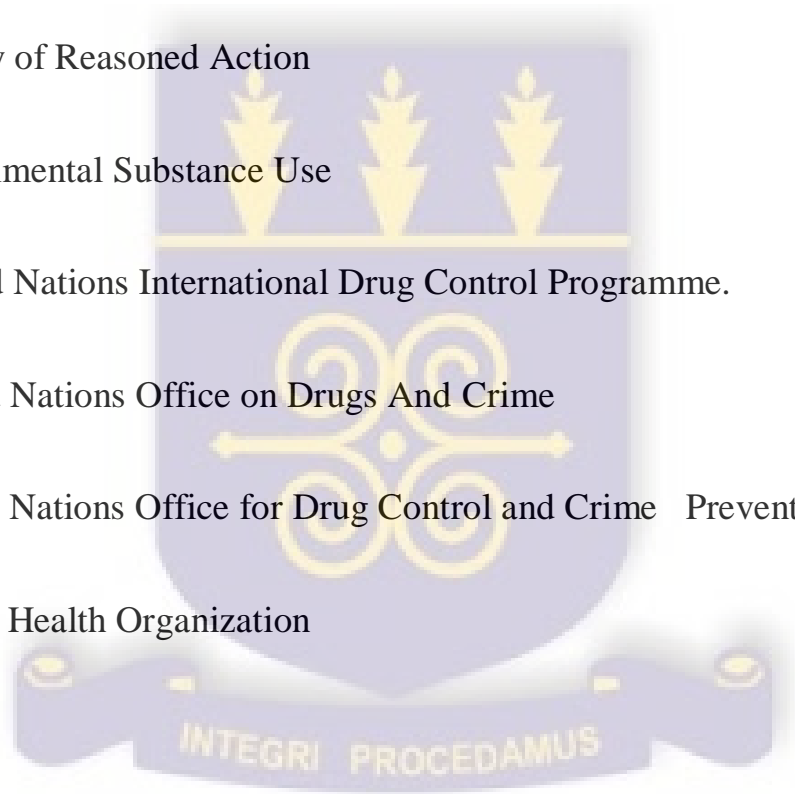 of Reasoned Action
Substance Use
Nations International Drug Control Programme.
Nations Office on Drugs And Crime
Nations Office for Drug Control and Crime Prevent
Health Organization
INTEGRI PROCEDAMUS